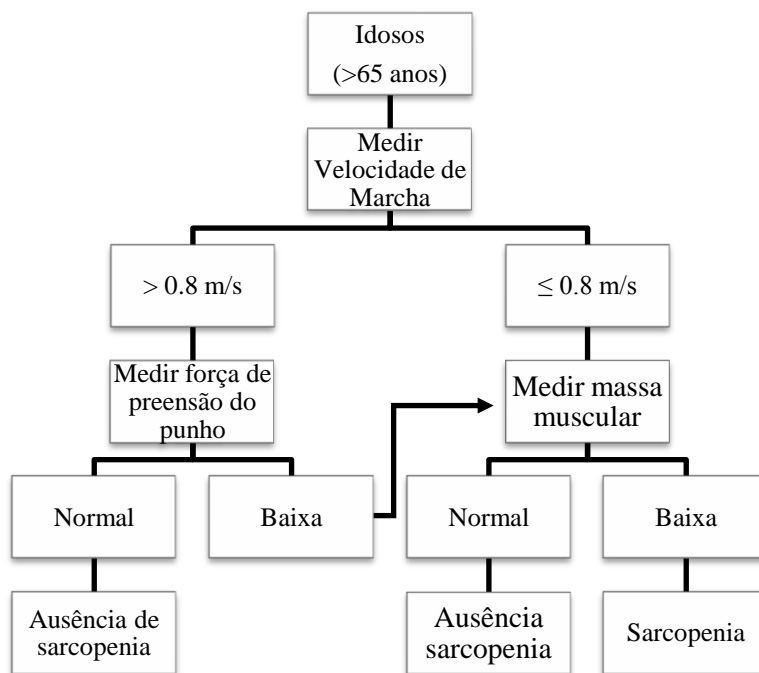 Idosos
(>65 anos)
Medir
Velocidade de
Marcha
> 0.8 m/s
≤ 0.8 m/s
Medir força de
preensão do
punho
Medir massa
muscular
Normal
Baixa
Normal
Baixa
Ausência de
sarcopenia
Ausência
sarcopenia
Sarcopenia